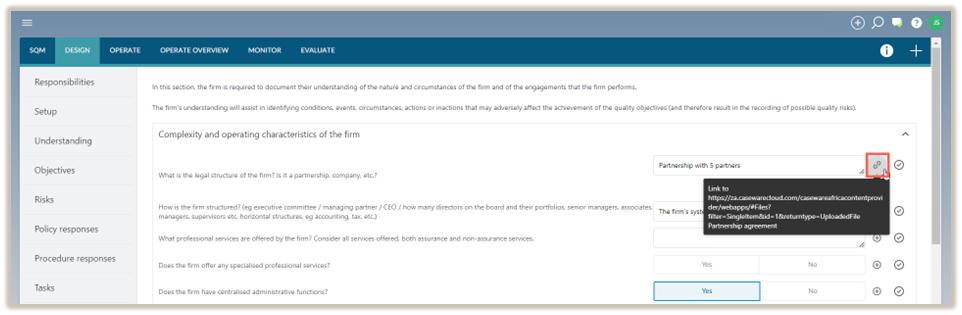 JS
SQM DESIGN OPERATE OPERATE OVERVIEW MONITOR EVALUATE
Responsibilities
Setup
Understanding
Objectives
Risks
Policy responses
Procedure responses
Tasks
In this section, the firm is required to document their understanding of the nature and circumstances of the firm and of the engagements that the firm performs.
The firm's understanding will assist in identifying conditions, events, circumstances, actions or inactions that may adversely affect the achievement of the quality objectives (and therefore result in the recording of possible quality risks).
Complexity and operating characteristics of the firm
What is the legal structure of the firm? Is it a partnership, company, etc.?
Partnership with 5 partners
Link to
https://za.casewarecloud.com/casewareafricacontentprovi
der/webapps/#Files?
filter=SingleItem&id=1&returntype=UploadedFile
Partnership agreement
How is the firm structured? (eg executive committee / managing partner / CEO / how many directors on the board and their portfolios, senior managers, associates,
managers, supervisors etc, horizontal structures, eg accounting, tax, etc.)
The firm's syst
What professional services are offered by the firm? Consider all services offered, both assurance and non-assurance services.
Does the firm offer any specialised professional services?
Yes No
Does the firm have centralised administrative functions?
Yes No